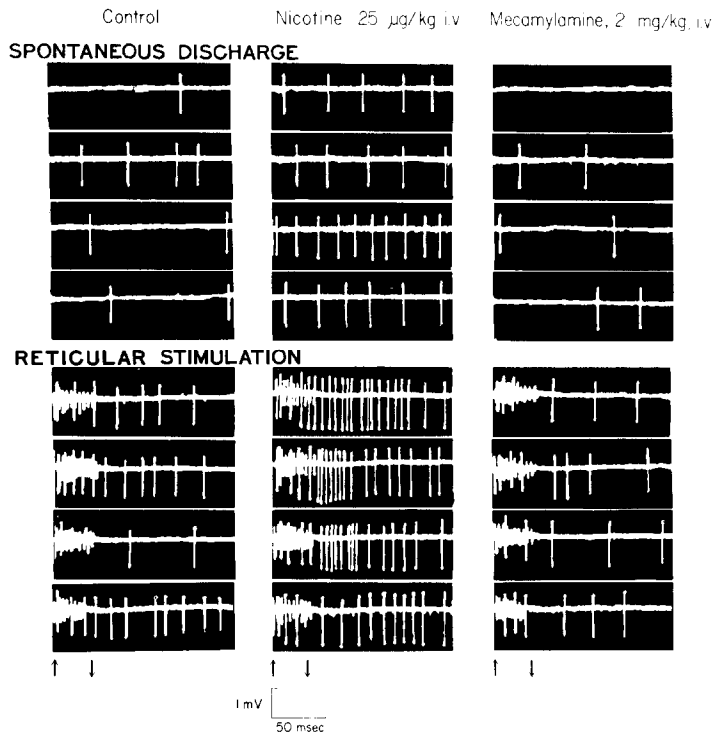 Control Nicotine 25 µg/kg i.v Mecamylamine, 2 mg/kg, i.v
SPONTANEOUS DISCHARGE
RETICULAR STIMULATION
1 mV
50 msec